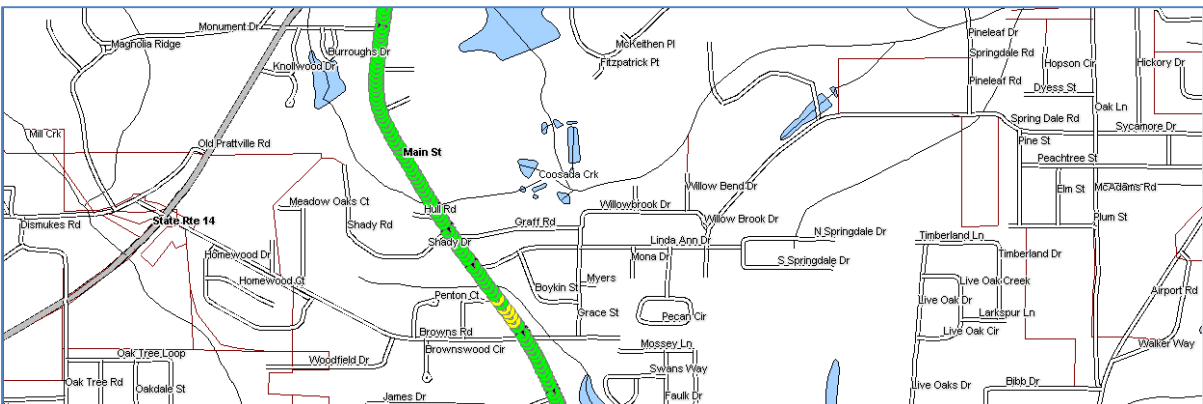 Monument Dr
Magnolia Ridge
Burroughs Dr
Knollwood Dr
McKeithen Pl
Fitzpatrick Pt
Pineleaf Dr
Springdale Rd
Hopson Cir
Hickory Dr
Pineleaf Rd
Dyess St
Oak Ln
Spring Dale Rd
Sycamore Dr
Mill Crk
Old Prattville Rd
Main St
Pine St
Peachtree St
Coosada Crk
Willow Bend Dr
Elm St
McAdams Rd
Meadow Oaks Ct
Hull Rd
Willowbrook Dr
Dismukes Rd
State Rte 14
Shady Rd
Graff Rd
Willow Brook Dr
Plum St
Shady Dr
Linda Ann Dr
N Springdale Dr
Timberland Ln
Homewood Dr
Mona Dr
S Springdale Dr
Timberland Dr
Homewood Ct
Boykin St
Myers
Live Oak Creek
Airport Rd
Penton Ct
Live Oak Dr
Grace St
Pecan Cir
Larkspur Ln
Browns Rd
Live Oak Cir
Brownswood Cir
Mossey Ln
Walker Way
Oak Tree Loop
Woodfield Dr
Swans Way
Oak Tree Rd
Oakdale St
Live Oaks Dr
Bibb Dr
James Dr
Faulk Dr